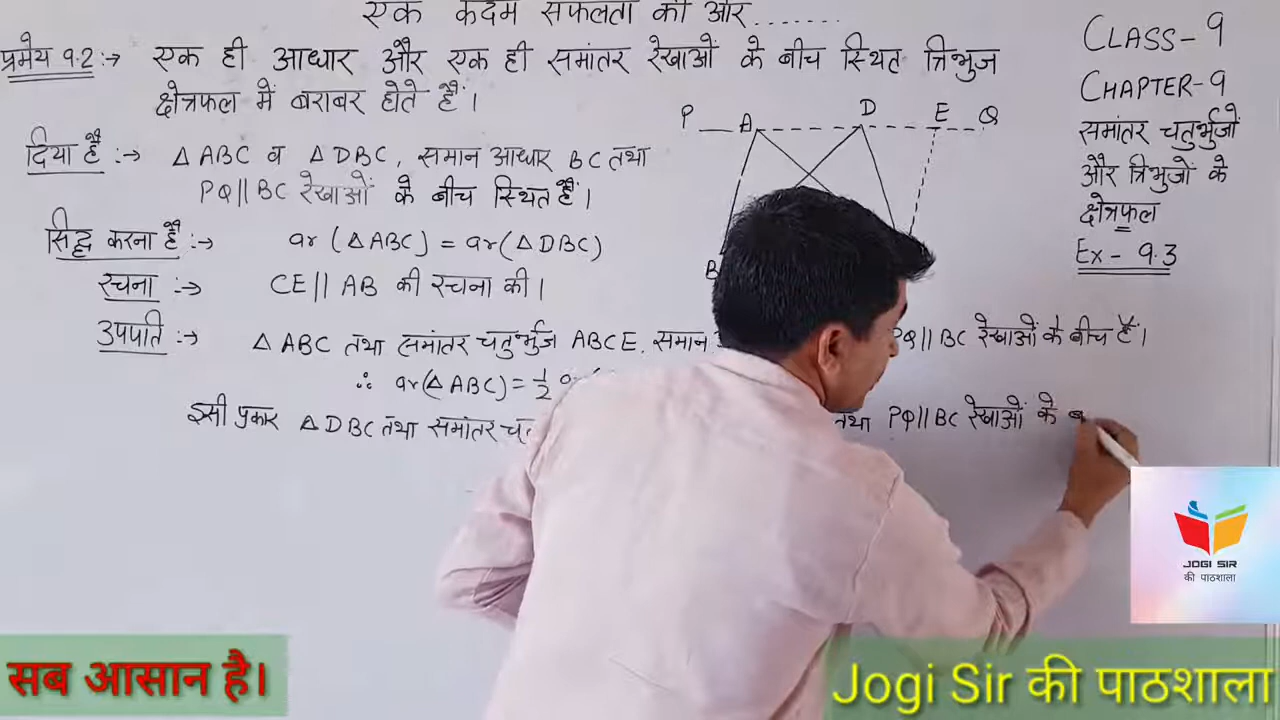 एक कदम सफलता की ओर........
प्रमेय 9.2 :→ एक ही आधार और एक ही समांतर रेखाओं के बीच स्थित त्रिभुज
क्षेत्रफल में बराबर होते हैं।
दिया है :→ △ABC व △DBC, समान आधार BC तथा
PQ||BC रेखाओं के बीच स्थित हैं।
सिद्ध करना है :→ ar (△ABC) = ar(△DBC)
रचना :→ CE || AB की रचना की।
उपपति :→ △ABC तथा समांतर चतुर्भुज ABCE, समान PQ||BC रेखाओं के बीच है।
∴ ar(△ABC) = 1/2
इसी प्रकार △DBC तथा समांतर तथा PQ||BC रेखाओं के
P A D E Q
B
CLASS-9
CHAPTER-9
समांतर चतुर्भुजो
और त्रिभुजों के
क्षेत्रफल
Ex- 9.3
JOGI SIR
की पाठशाला
सब आसान है।
Jogi Sir की पाठशाला